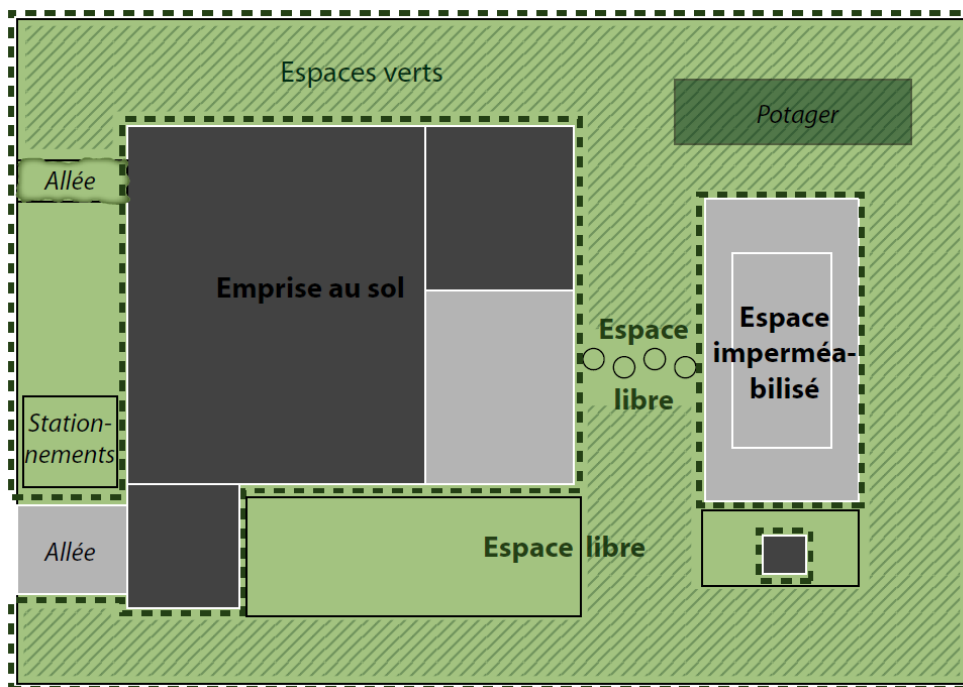 Espaces verts
Potager
Allée
Emprise au sol
Espace
libre
Espace
imperméa-
bilisé
Station-
nements
Allée
Espace libre